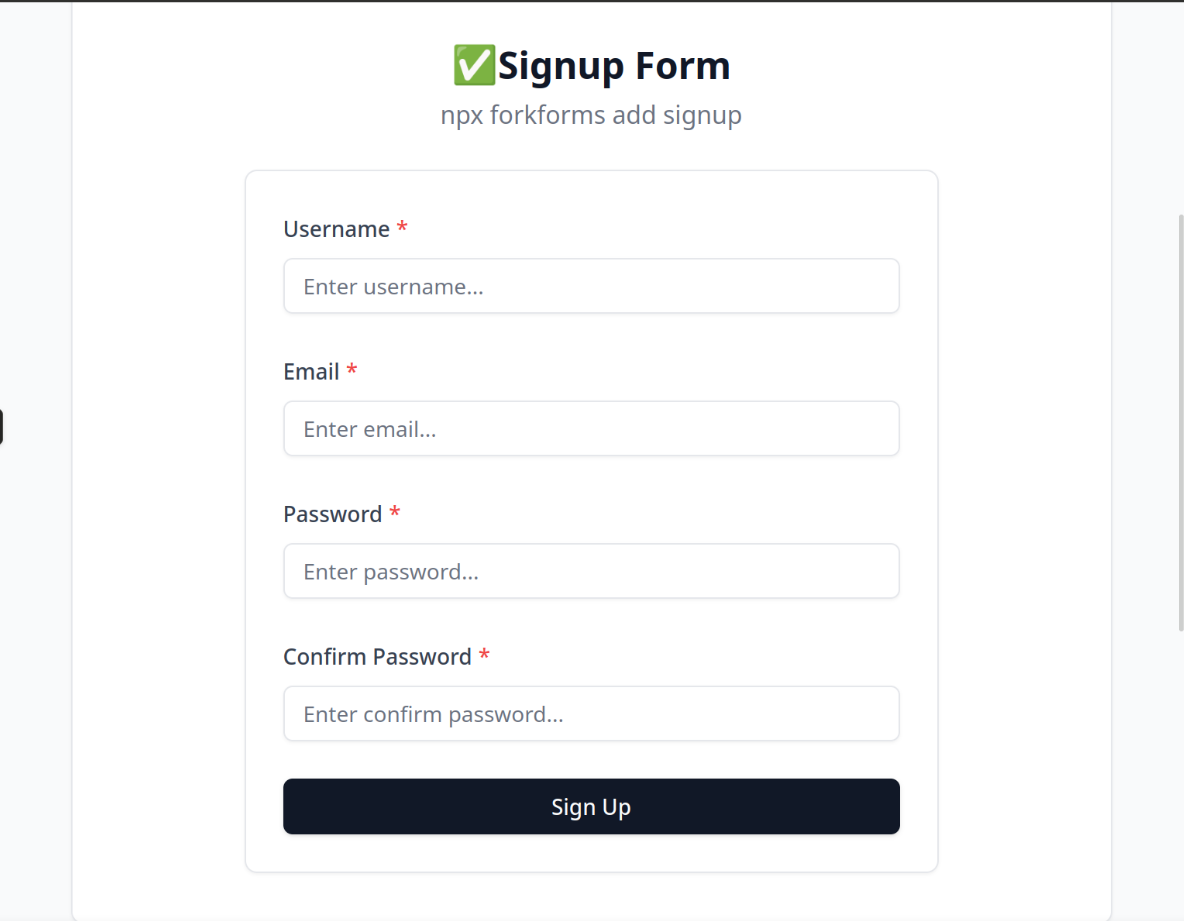 ✅Signup Form
npx forkforms add signup
Username *
Enter username...
Email *
Enter email...
Password *
Enter password...
Confirm Password *
Enter confirm password...
Sign Up